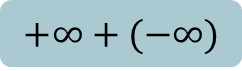 +∞ + (−∞)